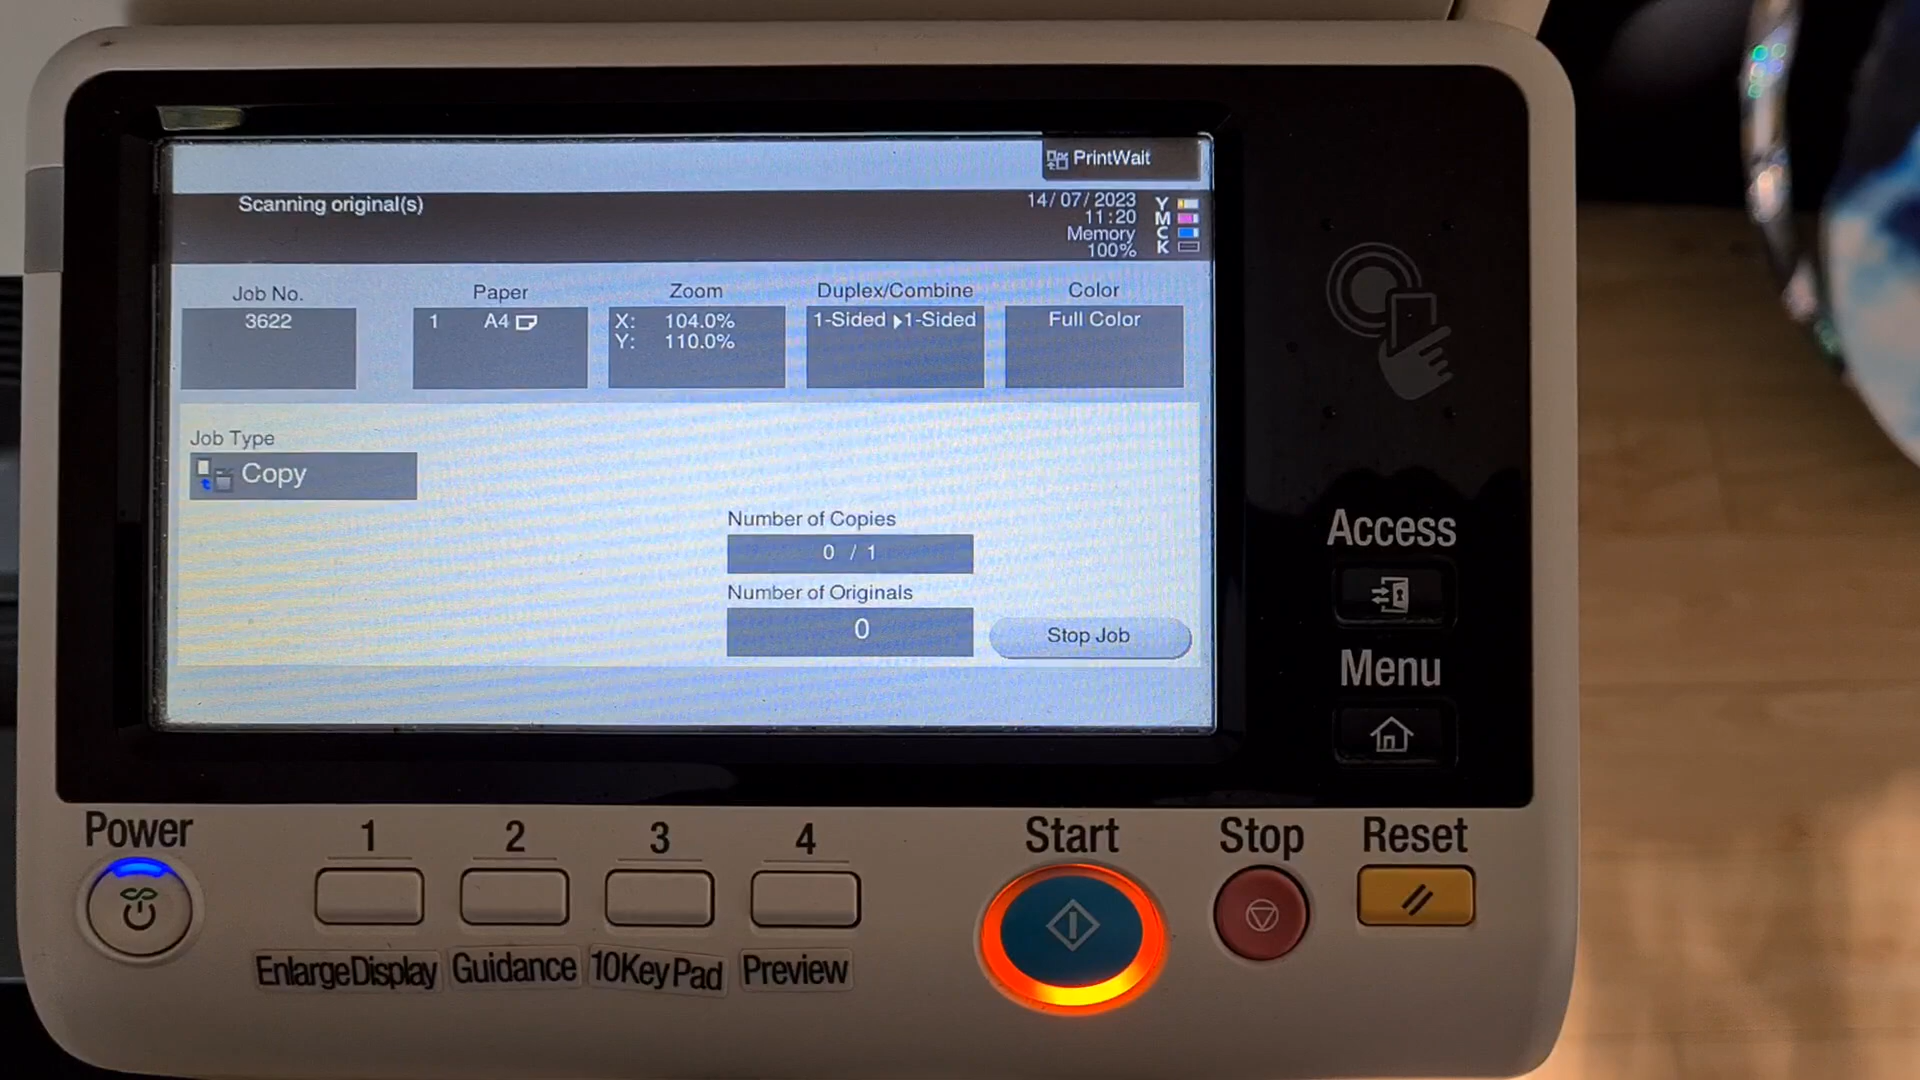 PrintWait
Scanning original(s)
14/07/2023
11:20
Memory
100%
Y
M
C
K
Job No.
3622
Paper
1 A4
Zoom
X: 104.0%
Y: 110.0%
Duplex/Combine
1-Sided ▶1-Sided
Color
Full Color
Job Type
Copy
Number of Copies
0 / 1
Number of Originals
0
Stop Job
Access
Menu
Power
1
2
3
4
Start
Stop
Reset
EnlargeDisplay
Guidance
10KeyPad
Preview